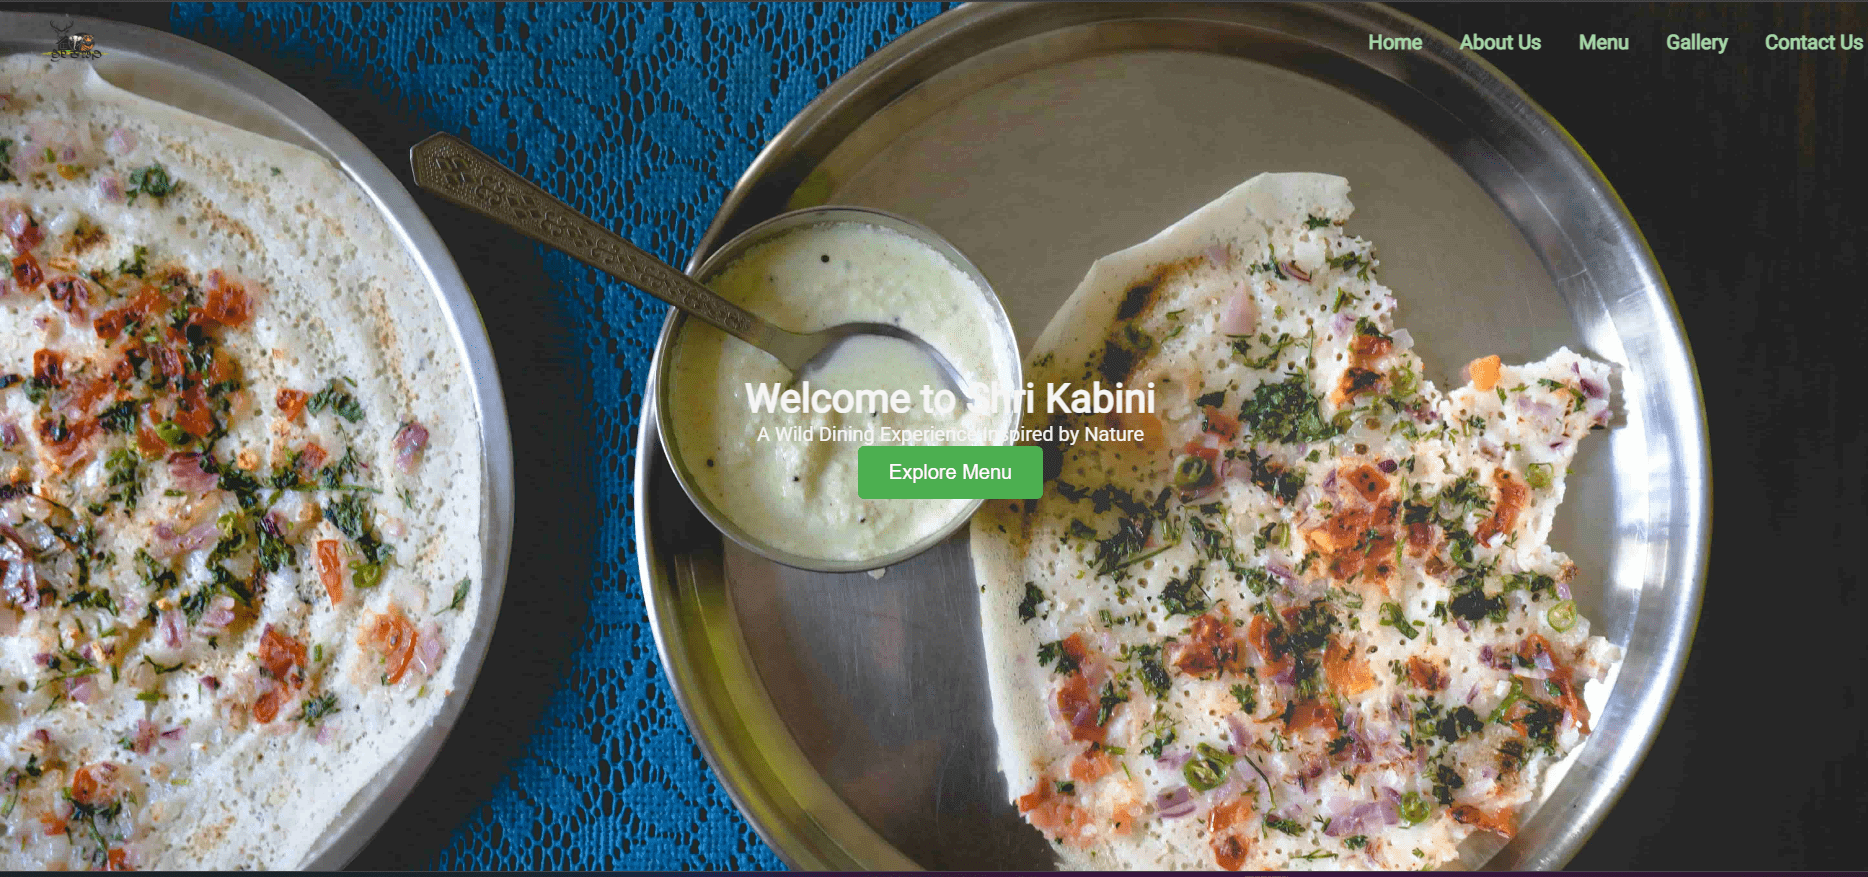 Home About Us Menu Gallery Contact Us
Welcome to Shri Kabini
A Wild Dining Experience Inspired by Nature
Explore Menu